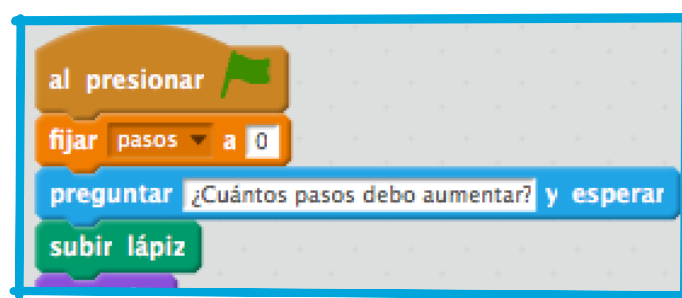 al presionar
fijar pasos a 0
preguntar ¿Cuántos pasos debo aumentar? y esperar
subir lápiz